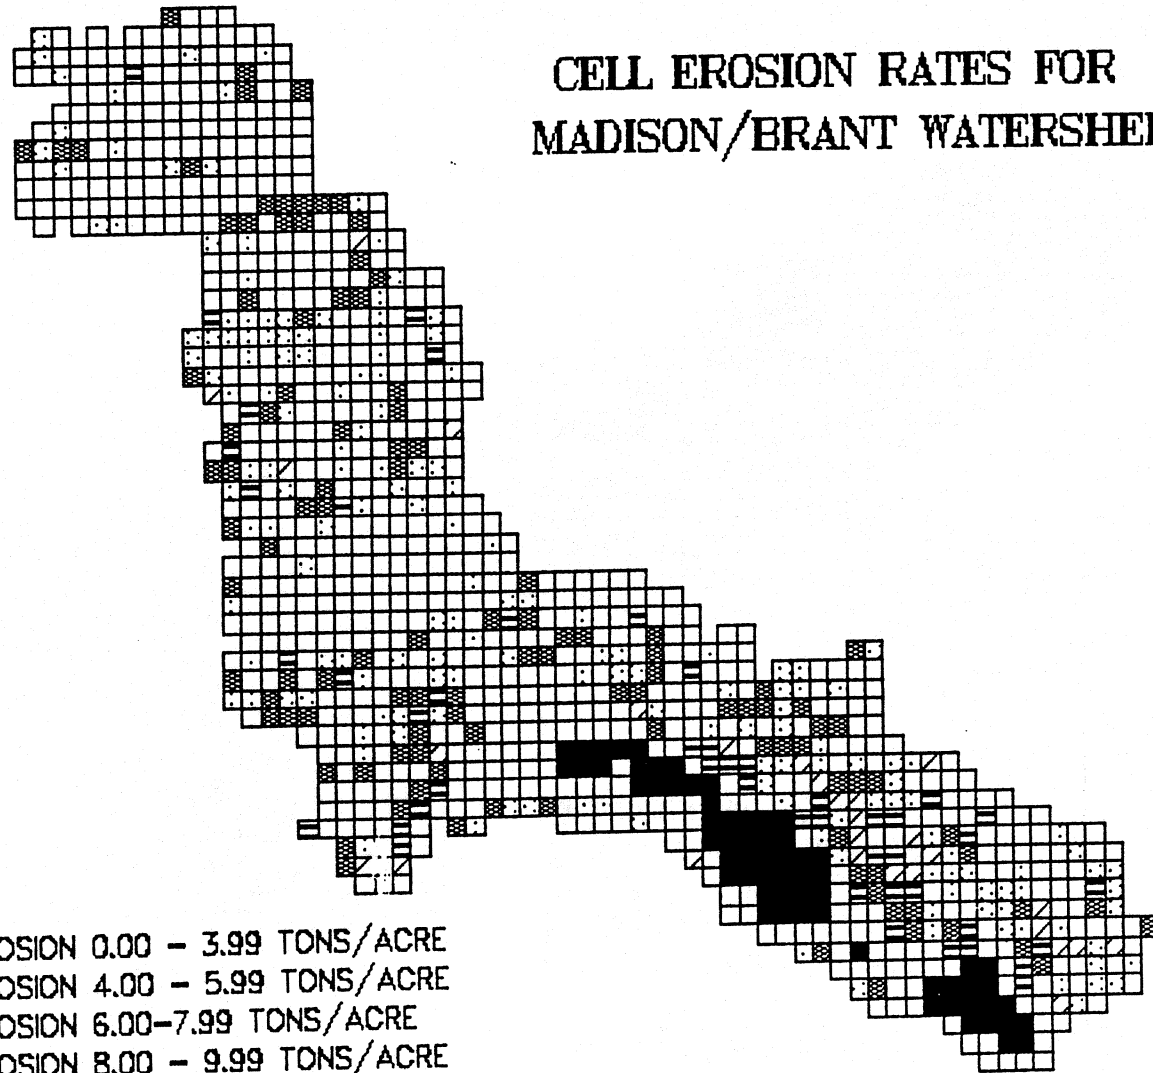 CELL EROSION RATES FOR
MADISON/BRANT WATERSHE
OSION 0.00 - 3.99 TONS/ACRE
OSION 4.00 - 5.99 TONS/ACRE
OSION 6.00-7.99 TONS/ACRE
OSION 8.00 - 9.99 TONS/ACRE